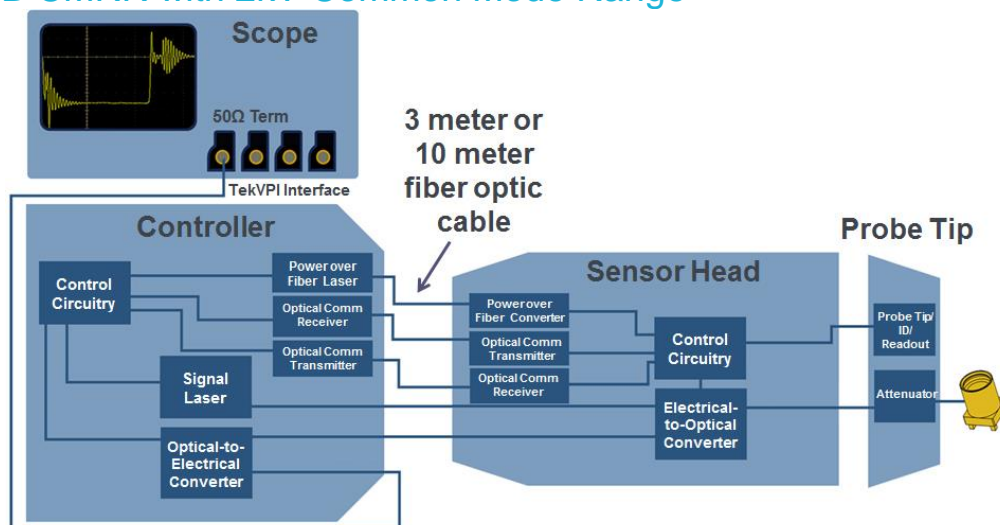 Scope
50Ω Term
TekVPI Interface
3 meter or
10 meter
fiber optic
cable
Controller
Control
Circuitry
Power over
Fiber Laser
Optical Comm
Receiver
Optical Comm
Transmitter
Signal
Laser
Optical-to-
Electrical
Converter
Sensor Head
Power over
Fiber Converter
Optical Comm
Transmitter
Optical Comm
Receiver
Control
Circuitry
Electrical-
to-Optical
Converter
Probe Tip
Probe Tip/
ID/
Readout
Attenuator